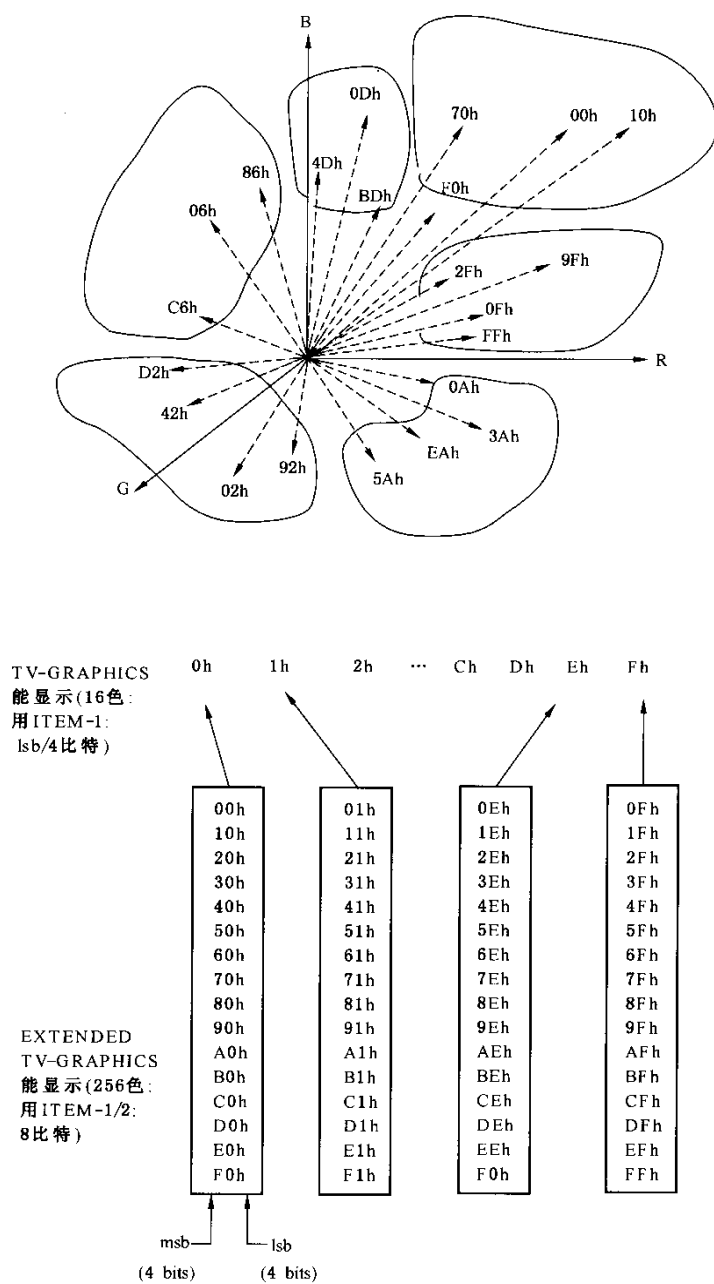 B
0Dh
70h
00h
10h
4Dh
86h
BDh
F0h
06h
2Fh
9Fh
C6h
0Fh
FFh
R
D2h
0Ah
42h
3Ah
EAh
92h
5Ah
02h
G
TV-GRAPHICS
能显示(16色:
用ITEM-1:
lsb/4比特)
0h 1h 2h … Ch Dh Eh Fh
00h 01h 0Eh 0Fh
10h 11h 1Eh 1Fh
20h 21h 2Eh 2Fh
30h 31h 3Eh 3Fh
40h 41h 4Eh 4Fh
50h 51h 5Eh 5Fh
60h 61h 6Eh 6Fh
70h 71h 7Eh 7Fh
80h 81h 8Eh 8Fh
90h 91h 9Eh 9Fh
A0h A1h AEh AFh
B0h B1h BEh BFh
C0h C1h CEh CFh
D0h D1h DEh DFh
E0h E1h EEh EFh
F0h F1h F0h FFh
EXTENDED
TV-GRAPHICS
能显示(256色:
用ITEM-1/2:
8比特)
msb lsb
(4 bits) (4 bits)